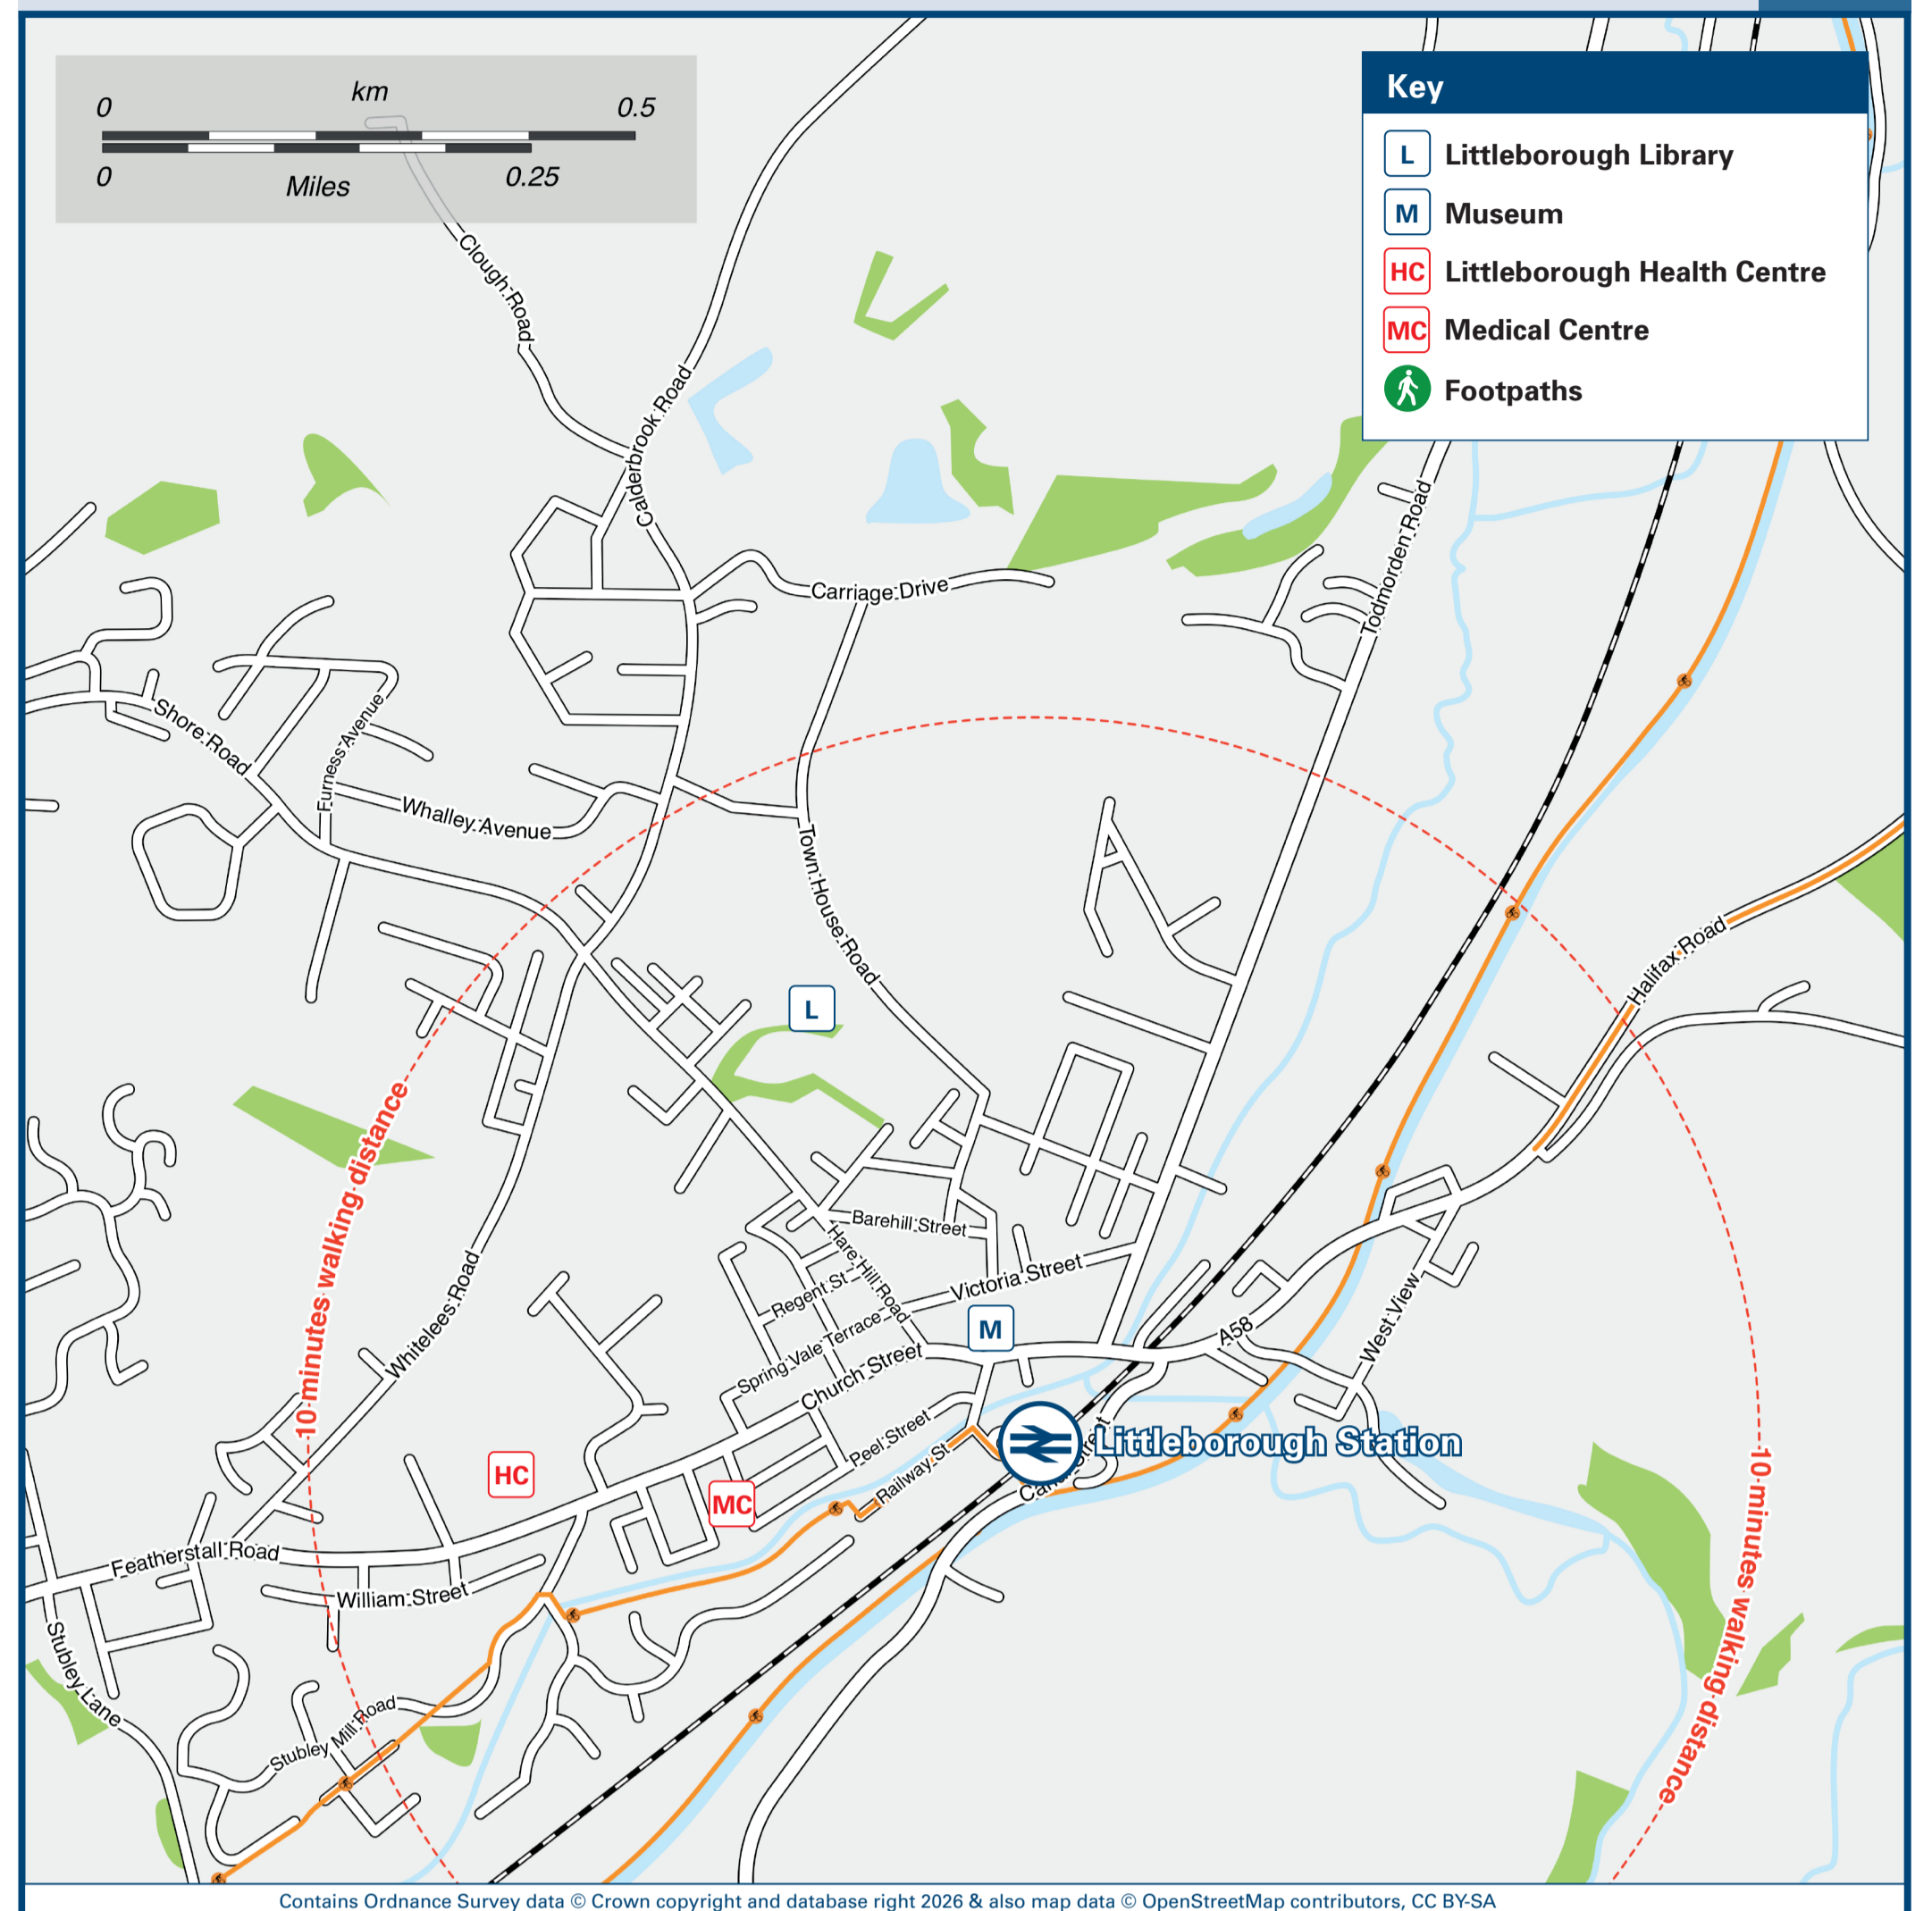 km
0
0.5
0
Miles
0.25
Key
L Littleborough Library
M Museum
HC Littleborough Health Centre
MC Medical Centre
Footpaths
Clough Road
Calderbrook Road
Carriage Drive
Todmorden Road
Shore Road
Furness Avenue
Whalley Avenue
Town House Road
Halifax Road
L
10 minutes walking distance
Whitelees Road
Barehill Street
Hare Hill Road
Regent St
Victoria Street
Spring Vale Terrace
M
A58
West View
Church Street
Peel Street
Railway St
Littleborough Station
HC
MC
Featherstall Road
William Street
Stubley Lane
Stubley Mill Road
10 minutes walking distance
Contains Ordnance Survey data © Crown copyright and database right 2026 & also map data © OpenStreetMap contributors, CC BY-SA